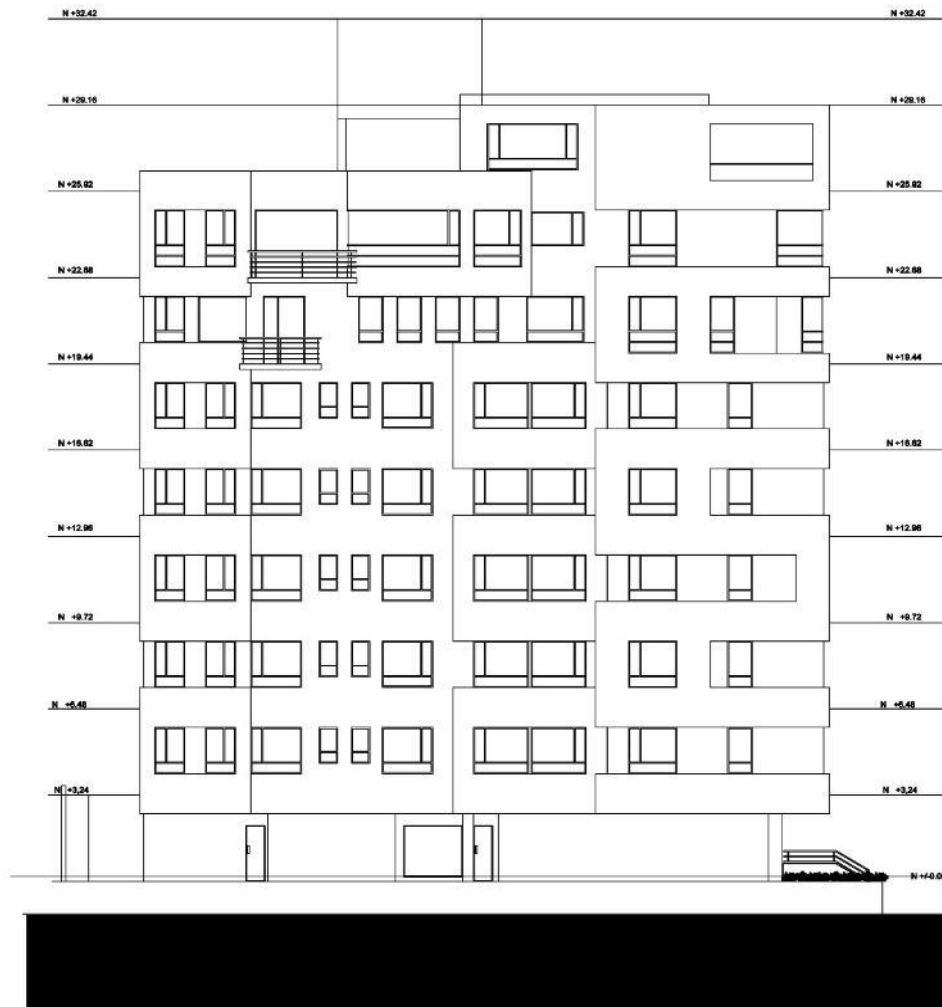 N +32.42 N +32.42
N +29.16 N +29.16
N +25.92 N +25.92
N +22.68 N +22.68
N +19.44 N +19.44
N +16.62 N +16.62
N +12.96 N +12.96
N +9.72 N +9.72
N +6.48 N +6.48
N +3,24 N +3,24
N +/-0.0